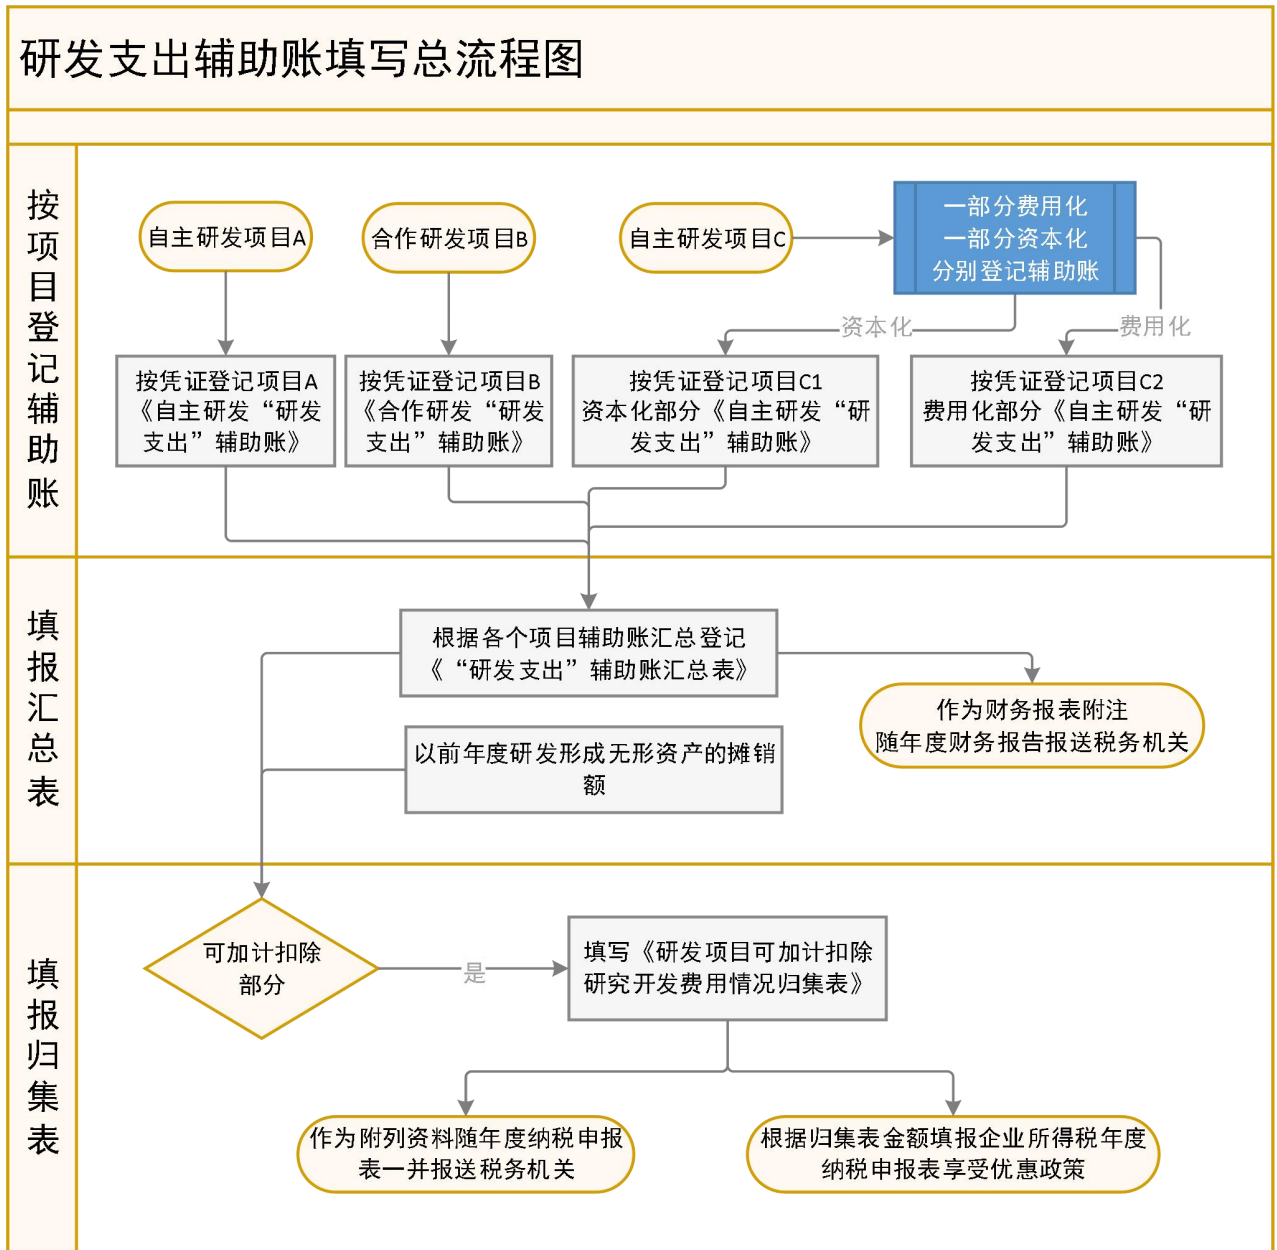 研发支出辅助账填写总流程图
按项目登记辅助账
自主研发项目A
合作研发项目B
自主研发项目C
一部分费用化
一部分资本化
分别登记辅助账
资本化
费用化
按凭证登记项目A
《自主研发“研发
支出”辅助账》
按凭证登记项目B
《合作研发“研发
支出”辅助账》
按凭证登记项目C1
资本化部分《自主研发“研
发支出”辅助账》
按凭证登记项目C2
费用化部分《自主研发“研
发支出”辅助账》
填报汇总表
根据各个项目辅助账汇总登记
《“研发支出”辅助账汇总表》
作为财务报表附注
随年度财务报告报送税务机关
以前年度研发形成无形资产的摊销
额
填报归集表
可加计扣除
部分
是
填写《研发项目可加计扣除
研究开发费用情况归集表》
作为附列资料随年度纳税申报
表一并报送税务机关
根据归集表金额填报企业所得税年度
纳税申报表享受优惠政策